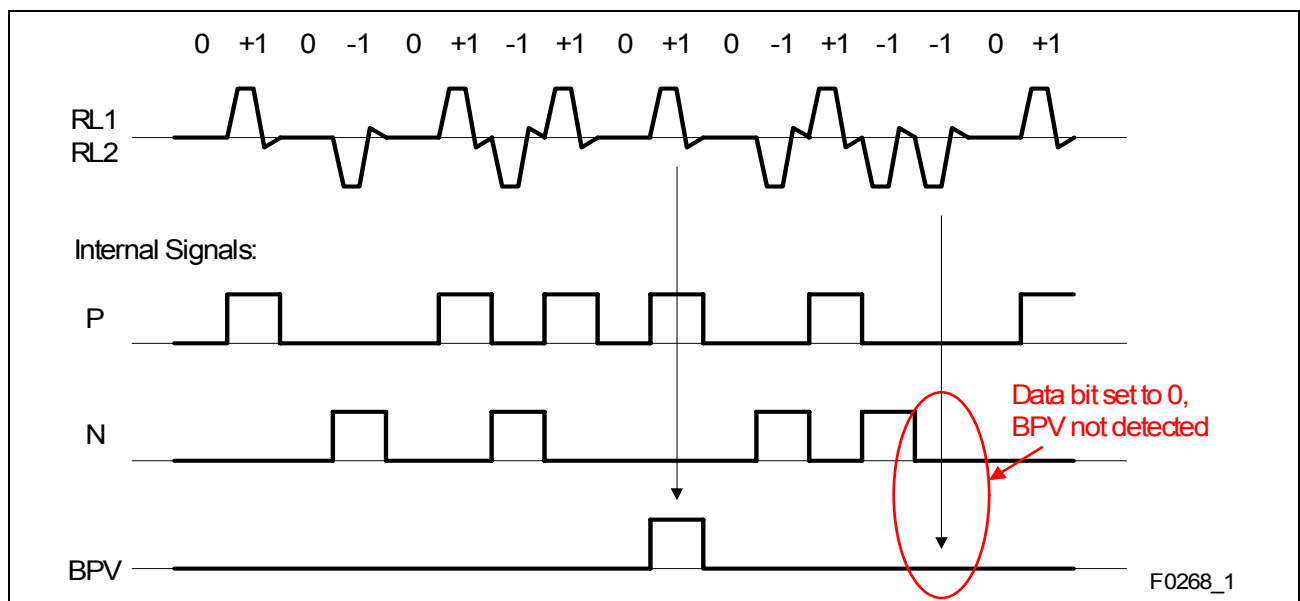 0 +1 0 -1 0 +1 -1 +1 0 +1 0 -1 +1 -1 -1 0 +1
RL1
RL2
Internal Signals:
P
N
Data bit set to 0,
BPV not detected
BPV
F0268_1